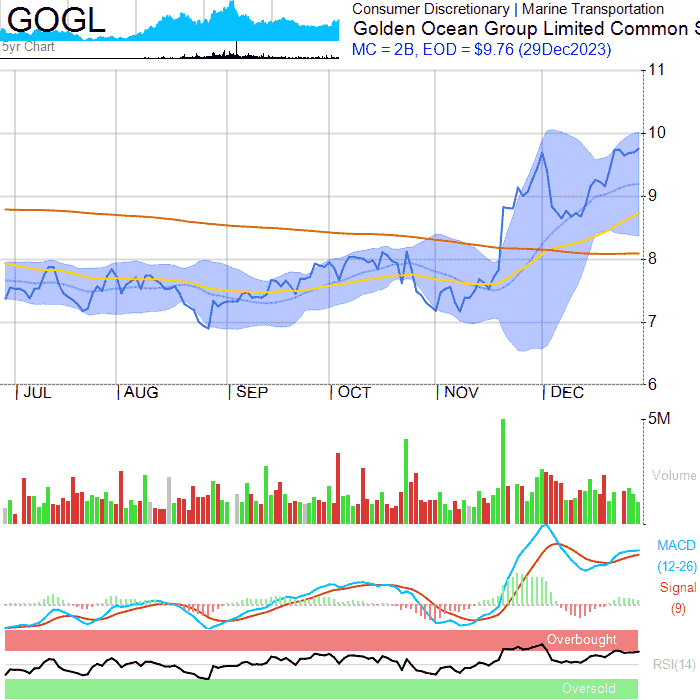 GOGL
5yr Chart
Consumer Discretionary | Marine Transportation
Golden Ocean Group Limited Common S
MC = 2B, EOD = $9.76 (29Dec2023)
11
10
9
8
7
6
JUL AUG SEP OCT NOV DEC
5M
Volume
MACD
(12-26)
Signal
(9)
Overbought
RSI(14)
Oversold